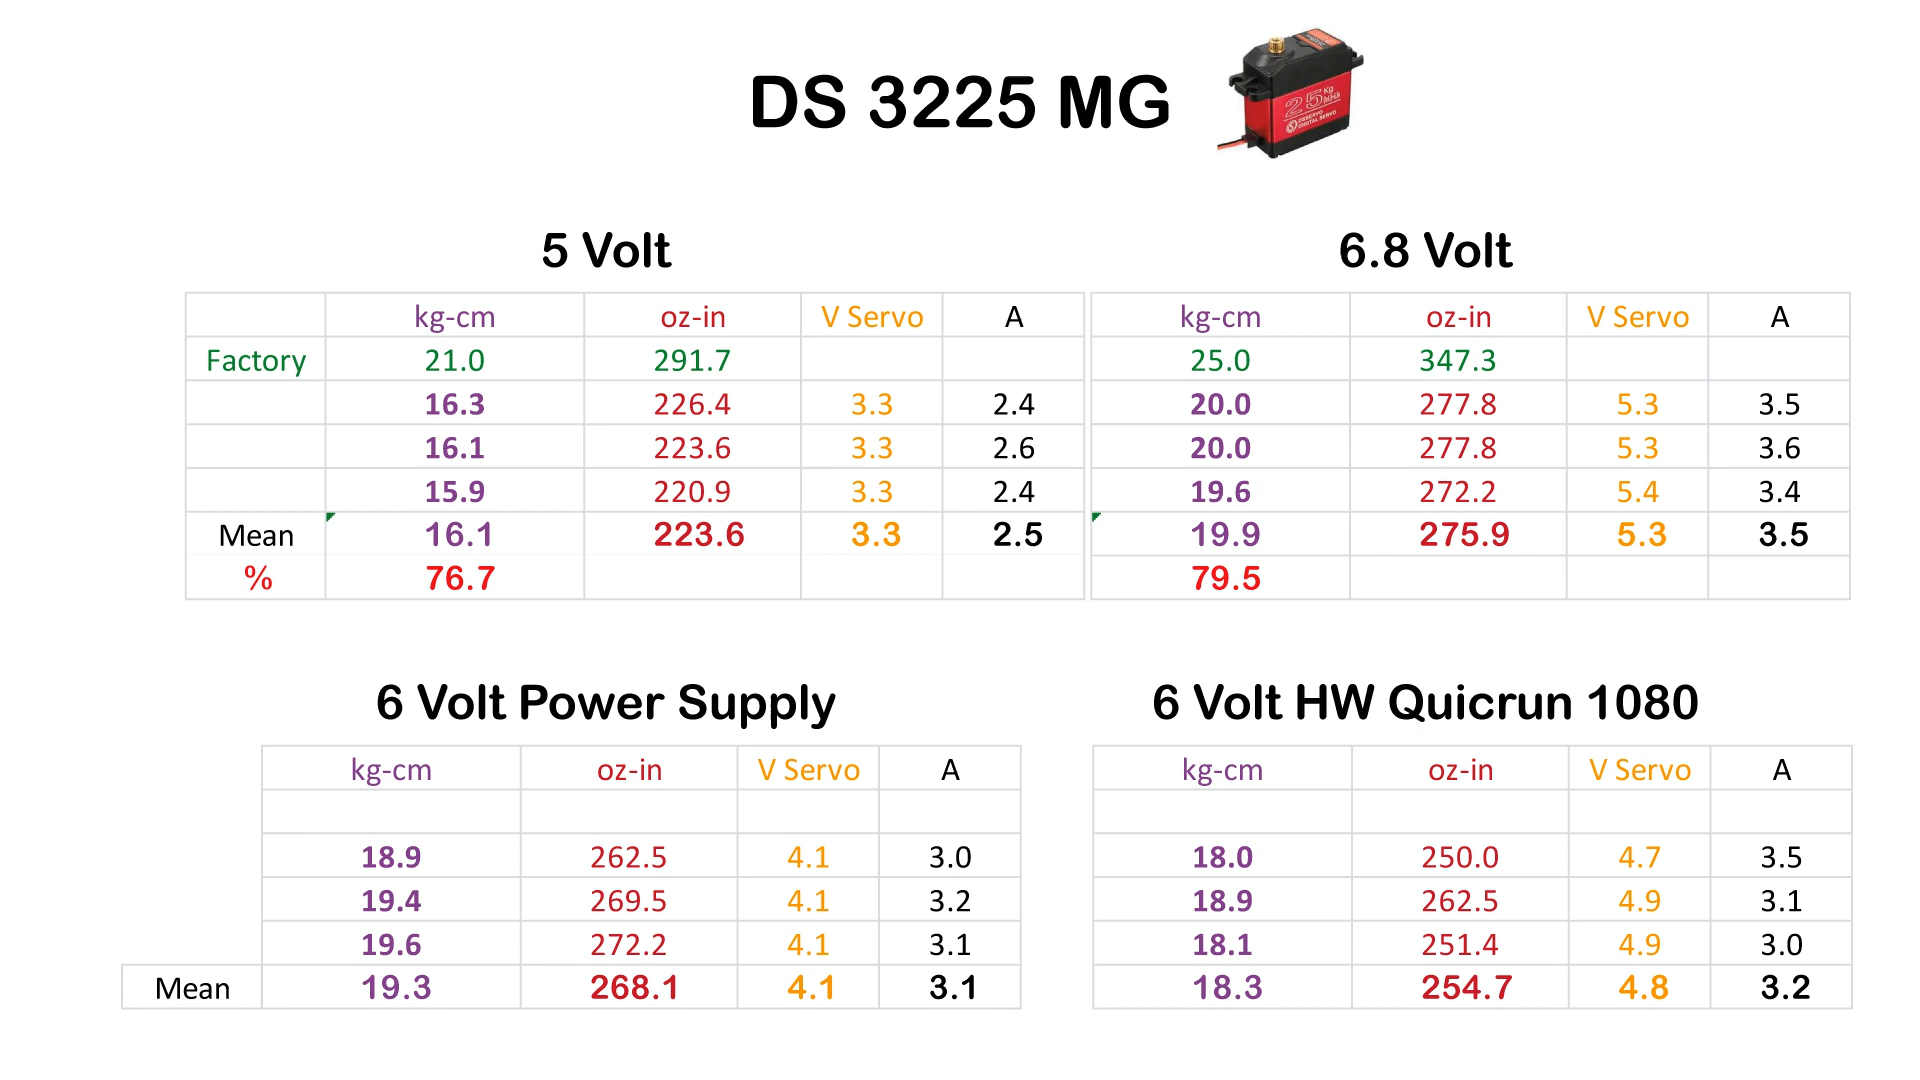 DS 3225 MG
25Kg
DSSERVO
DIGITAL SERVO
5 Volt
kg-cm oz-in V Servo A
Factory 21.0 291.7
16.3 226.4 3.3 2.4
16.1 223.6 3.3 2.6
15.9 220.9 3.3 2.4
Mean 16.1 223.6 3.3 2.5
% 76.7
6.8 Volt
kg-cm oz-in V Servo A
25.0 347.3
20.0 277.8 5.3 3.5
20.0 277.8 5.3 3.6
19.6 272.2 5.4 3.4
19.9 275.9 5.3 3.5
79.5
6 Volt Power Supply
kg-cm oz-in V Servo A
18.9 262.5 4.1 3.0
19.4 269.5 4.1 3.2
19.6 272.2 4.1 3.1
Mean 19.3 268.1 4.1 3.1
6 Volt HW Quicrun 1080
kg-cm oz-in V Servo A
18.0 250.0 4.7 3.5
18.9 262.5 4.9 3.1
18.1 251.4 4.9 3.0
18.3 254.7 4.8 3.2